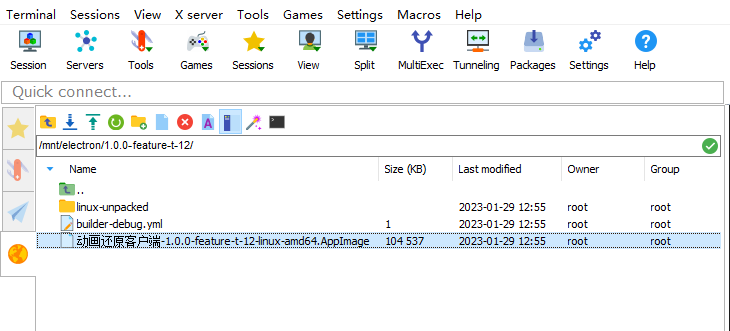 Terminal Sessions View X server Tools Games Settings Macros Help
Session Servers Tools Games Sessions View Split MultiExec Tunneling Packages Settings Help
Quick connect...
/mnt/electron/1.0.0-feature-t-12/
Name Size (KB) Last modified Owner Group
..
linux-unpacked 2023-01-29 12:55 root root
builder-debug.yml 1 2023-01-29 12:55 root root
动画还原客户端-1.0.0-feature-t-12-linux-amd64.AppImage 104 537 2023-01-29 12:55 root root